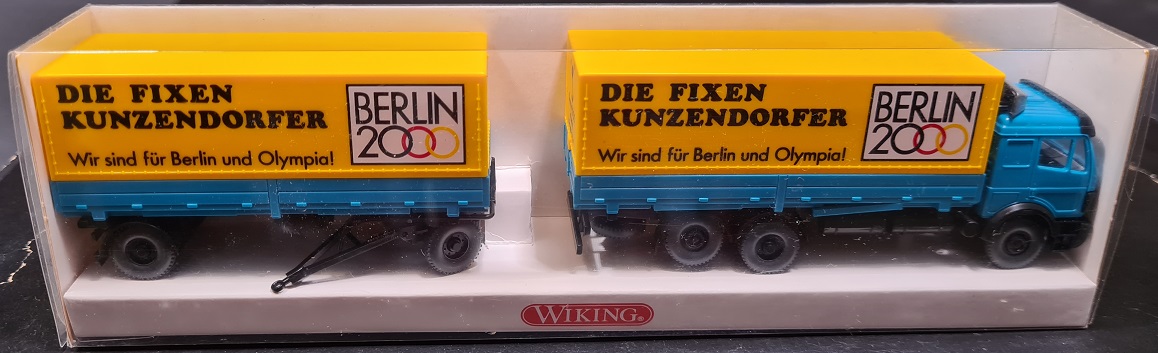 DIE FIXEN
KUNZENDORFER
Wir sind für Berlin und Olympia!
BERLIN
2000
DIE FIXEN
KUNZENDORFER
Wir sind für Berlin und Olympia!
BERLIN
2000
WIKING®